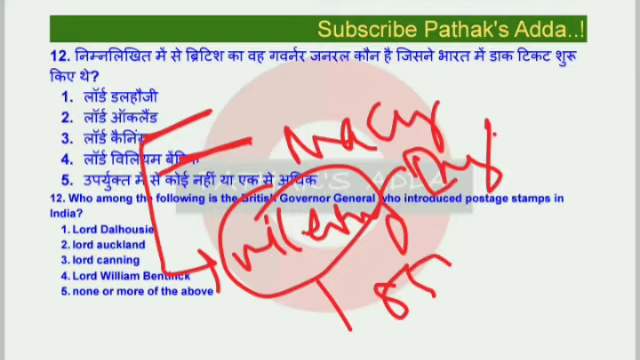 Subscribe Pathak's Adda..!
12. निम्नलिखित में से ब्रिटिश का वह गवर्नर जनरल कौन है जिसने भारत में डाक टिकट शुरू
किए थे?
1. लॉर्ड डलहौजी
2. लॉर्ड ऑकलैंड
3. लॉर्ड कैनिंग
4. लॉर्ड विलियम बेंटिक
5. उपर्युक्त में से कोई नहीं या एक से अधिक
12. Who among the following is the British Governor General who introduced postage stamps in
India?
1. Lord Dalhousie
2. lord auckland
3. lord canning
4. Lord William Bentinck
5. none or more of the above